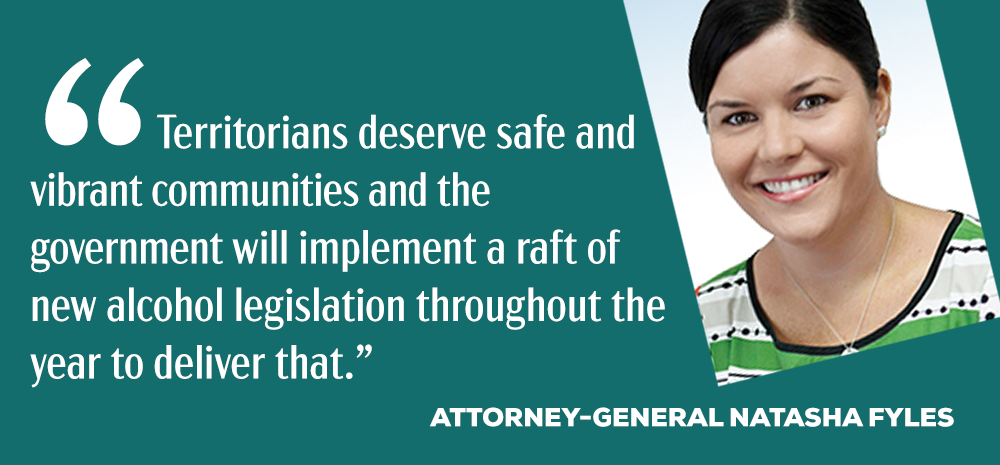 “Territorians deserve safe and
vibrant communities and the
government will implement a raft of
new alcohol legislation throughout the
year to deliver that.”
ATTORNEY-GENERAL NATASHA FYLES